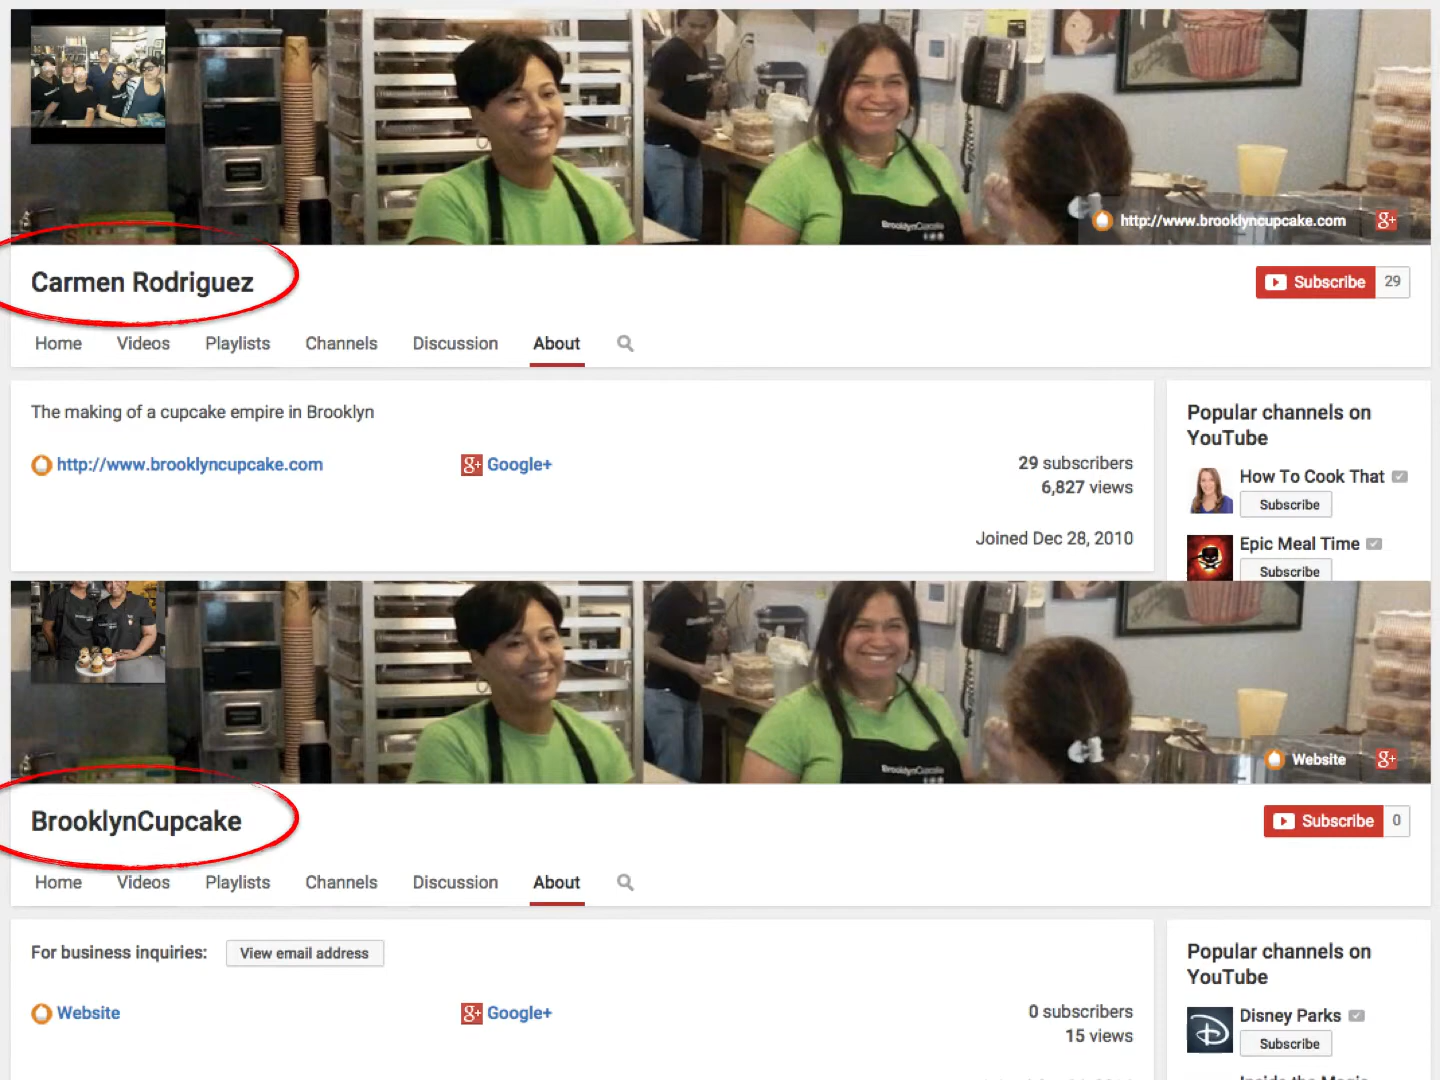 http://www.brooklyncupcake.com
Carmen Rodriguez
Subscribe 29
Home Videos Playlists Channels Discussion About
The making of a cupcake empire in Brooklyn
http://www.brooklyncupcake.com Google+
29 subscribers
6,827 views
Joined Dec 28, 2010
Popular channels on
YouTube
How To Cook That
Subscribe
Epic Meal Time
Subscribe
BrooklynCupcake
Website
BrooklynCupcake
Subscribe 0
Home Videos Playlists Channels Discussion About
For business inquiries: View email address
Website Google+
0 subscribers
15 views
Popular channels on
YouTube
Disney Parks
Subscribe